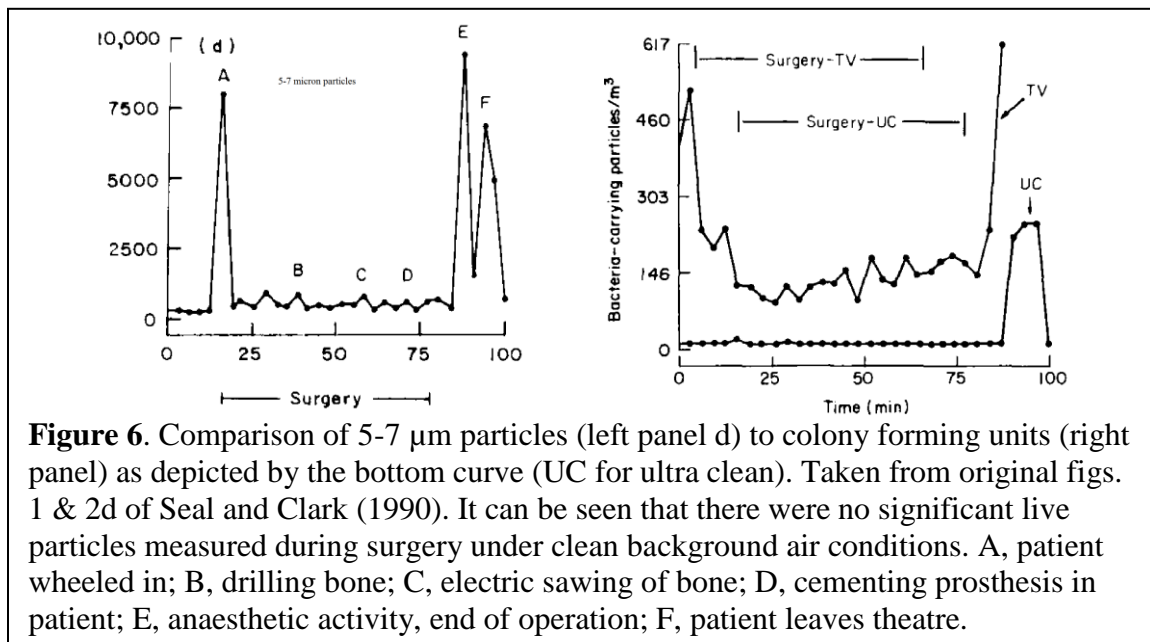 10,000
(d)
A
5-7 micron particles
E
F
7500
5000
2500
B
C
D
0
0 25 50 75 100
Surgery
617
Surgery-TV
TV
460
Surgery-UC
UC
303
146
0
Bacteria-carrying particles/m³
0 25 50 75 100
Time (min)
Figure 6. Comparison of 5-7 µm particles (left panel d) to colony forming units (right
panel) as depicted by the bottom curve (UC for ultra clean). Taken from original figs.
1 & 2d of Seal and Clark (1990). It can be seen that there were no significant live
particles measured during surgery under clean background air conditions. A, patient
wheeled in; B, drilling bone; C, electric sawing of bone; D, cementing prosthesis in
patient; E, anaesthetic activity, end of operation; F, patient leaves theatre.